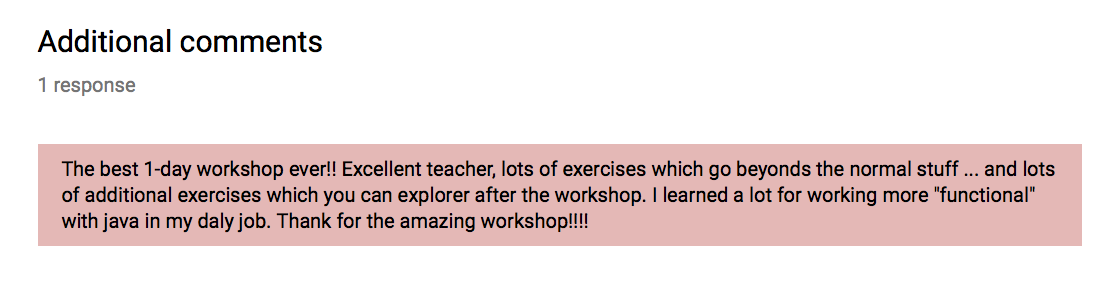 Additional comments
1 response
The best 1-day workshop ever!! Excellent teacher, lots of exercises which go beyonds the normal stuff ... and lots
of additional exercises which you can explorer after the workshop. I learned a lot for working more "functional"
with java in my daly job. Thank for the amazing workshop!!!!